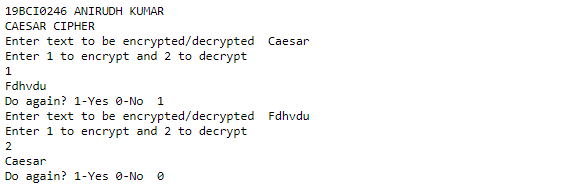 19BCI0246 ANIRUDH KUMAR
CAESAR CIPHER
Enter text to be encrypted/decrypted  Caesar
Enter 1 to encrypt and 2 to decrypt
1
Fdhvdu
Do again? 1-Yes 0-No  1
Enter text to be encrypted/decrypted  Fdhvdu
Enter 1 to encrypt and 2 to decrypt
2
Caesar
Do again? 1-Yes 0-No  0